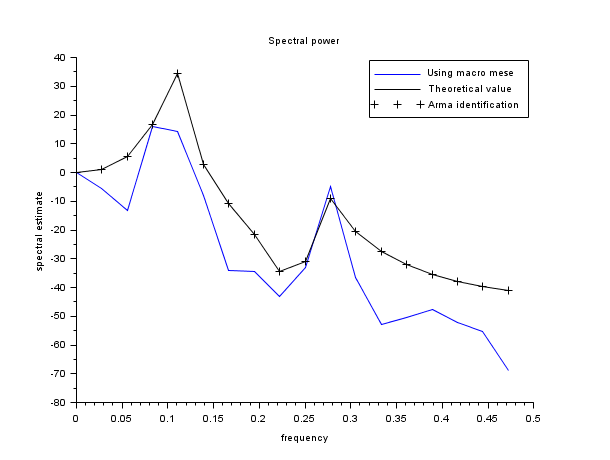 Spectral power
Using macro mese
Theoretical value
Arma identification
spectral estimate
40
30
20
10
0
-10
-20
-30
-40
-50
-60
-70
-80
0 0.05 0.1 0.15 0.2 0.25 0.3 0.35 0.4 0.45 0.5
frequency